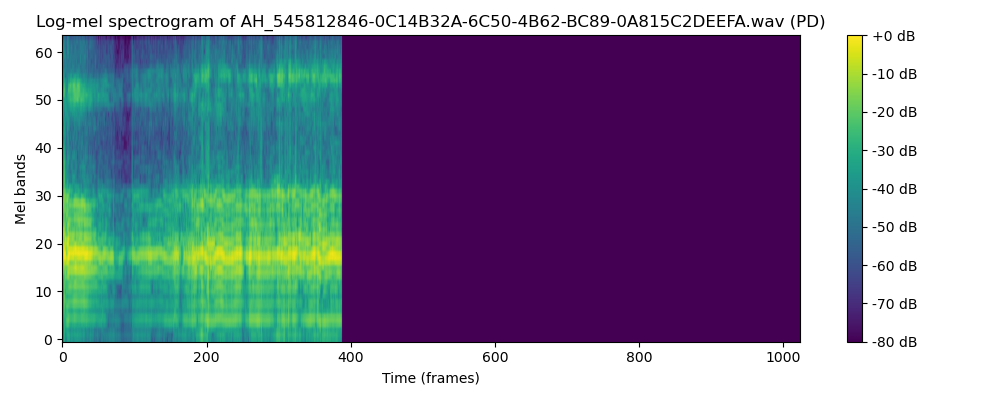 Log-mel spectrogram of AH_545812846-0C14B32A-6C50-4B62-BC89-0A815C2DEEFA.wav (PD)
Mel bands
60
50
40
30
20
10
0
0 200 400 600 800 1000
Time (frames)
+0 dB
-10 dB
-20 dB
-30 dB
-40 dB
-50 dB
-60 dB
-70 dB
-80 dB